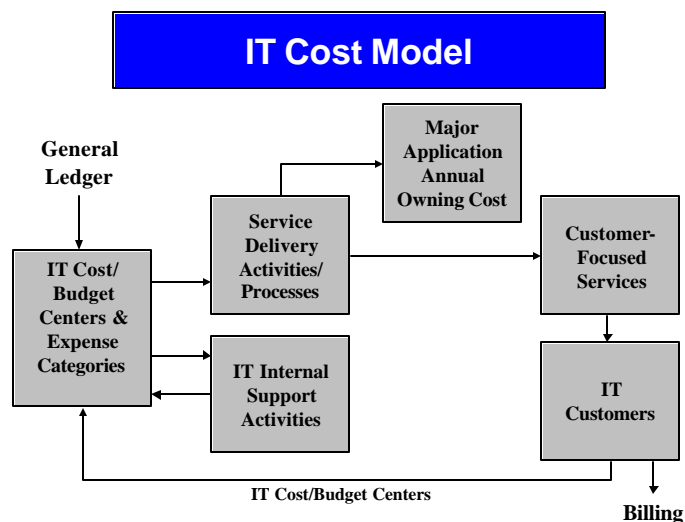 IT Cost Model
General
Ledger
Major
Application
Annual
Owning Cost
Service
Delivery
Activities/
Processes
Customer-
Focused
Services
IT Cost/
Budget
Centers &
Expense
Categories
IT Internal
Support
Activities
IT
Customers
IT Cost/Budget Centers
Billing